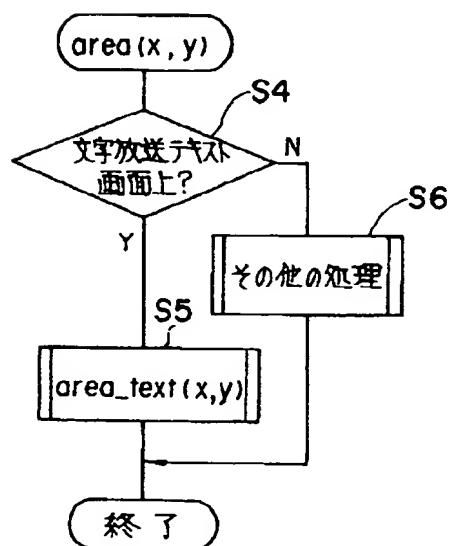 area(x,y)
S4
文字放送テキスト
画面上?
N
Y
S6
その他の処理
S5
area_text(x,y)
終了